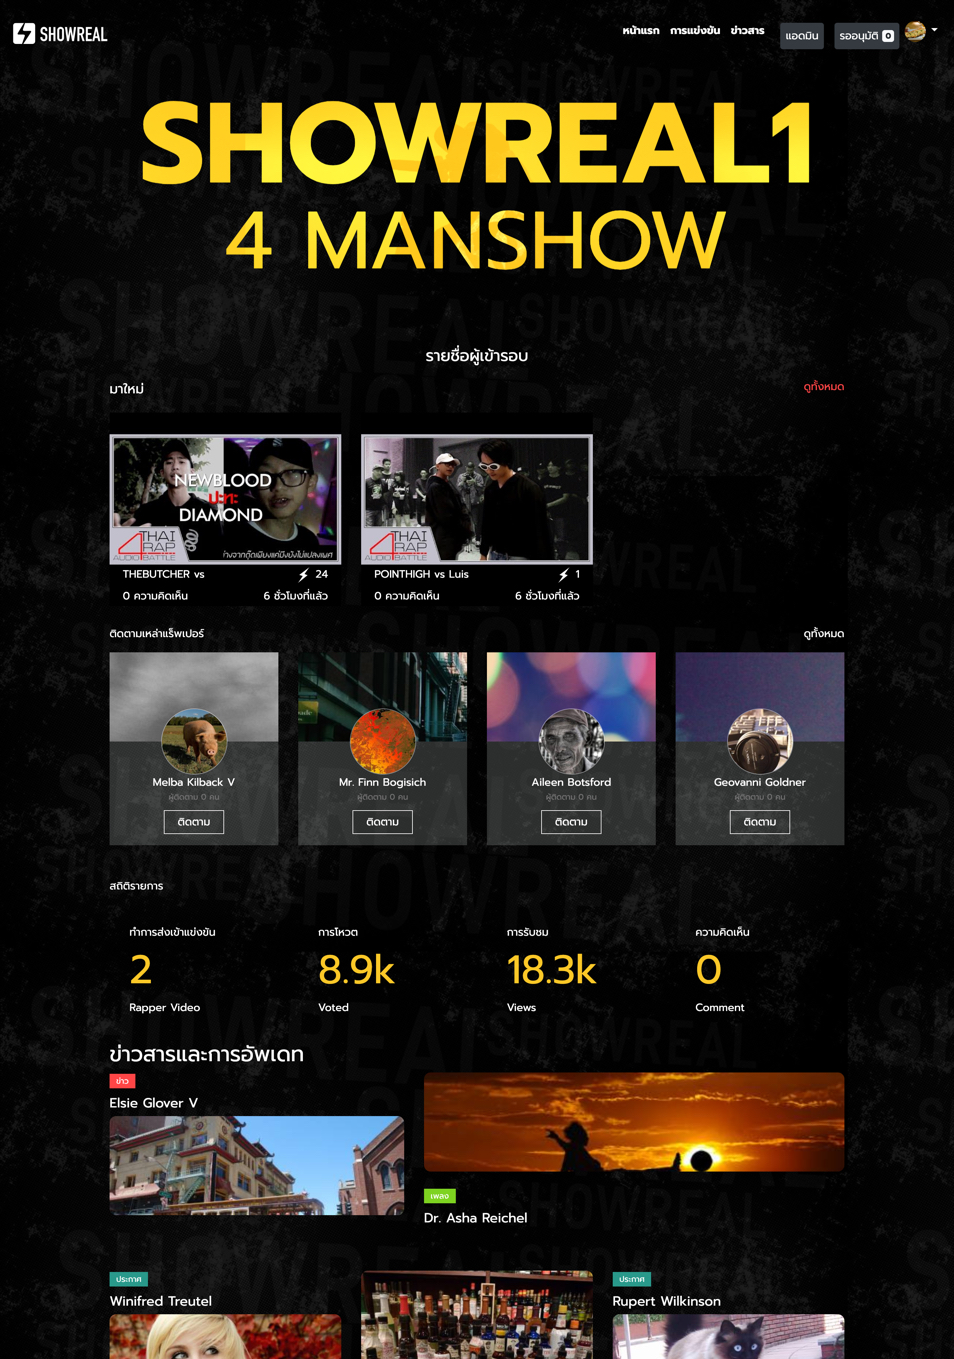 SHOWREAL
หน้าแรก การแข่งขัน ข่าวสาร แอดมิน รออนุมัติ 0
SHOWREAL1
4 MANSHOW
รายชื่อผู้เข้ารอบ
มาใหม่
ดูทั้งหมด
NEWBLOOD
ปะทะ
DIAMOND
4 THAI RAP
AUDIO BATTLE
THEBUTCHER vs
24
0 ความคิดเห็น
6 ชั่วโมงที่แล้ว
4 THAI RAP
AUDIO BATTLE
POINTHIGH vs Luis
1
0 ความคิดเห็น
6 ชั่วโมงที่แล้ว
ติดตามเหล่าแร็พเปอร์
ดูทั้งหมด
Melba Kilback V
ผู้ติดตาม 0 คน
ติดตาม
Mr. Finn Bogisich
ผู้ติดตาม 0 คน
ติดตาม
Aileen Botsford
ผู้ติดตาม 0 คน
ติดตาม
Geovanni Goldner
ผู้ติดตาม 0 คน
ติดตาม
สถิติรายการ
ทำการส่งเข้าแข่งขัน
2
Rapper Video
การโหวต
8.9k
Voted
การรับชม
18.3k
Views
ความคิดเห็น
0
Comment
ข่าวสารและการอัพเดท
ข่าว
Elsie Glover V
เพลง
Dr. Asha Reichel
ประกาศ
Winifred Treutel
ประกาศ
Rupert Wilkinson